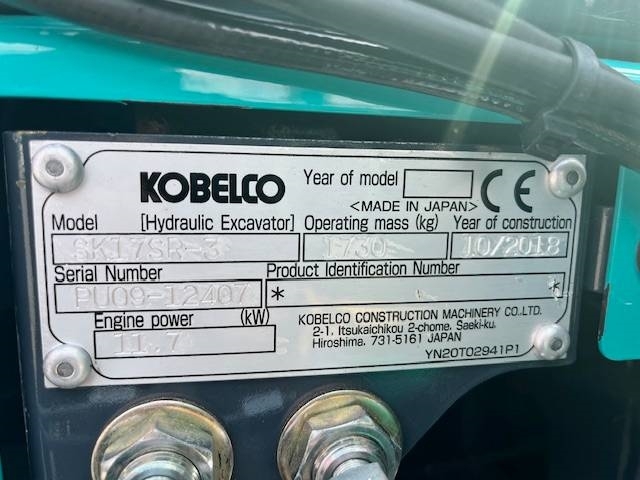 KOBELCO
Year of model
<MADE IN JAPAN>
CE
Model [Hydraulic Excavator] Operating mass (kg) Year of construction
SK17SR-3 1730 10/2018
Serial Number Product Identification Number
PU09-12407 * *
Engine power (kW)
11.7
KOBELCO CONSTRUCTION MACHINERY CO.,LTD.
2-1, Itsukaichikou 2-chome, Saeki-ku,
Hiroshima, 731-5161 JAPAN
YN20T02941P1